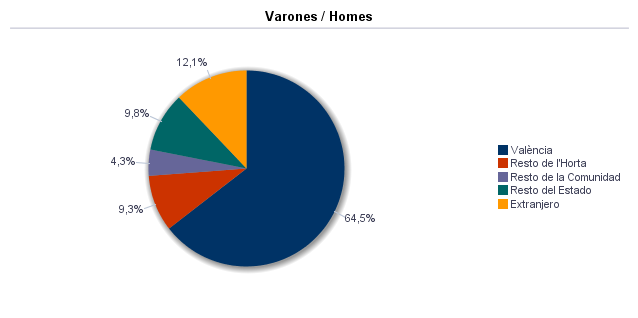 Varones / Homes
12,1%
9,8%
4,3%
9,3%
64,5%
València
Resto de l'Horta
Resto de la Comunidad
Resto del Estado
Extranjero